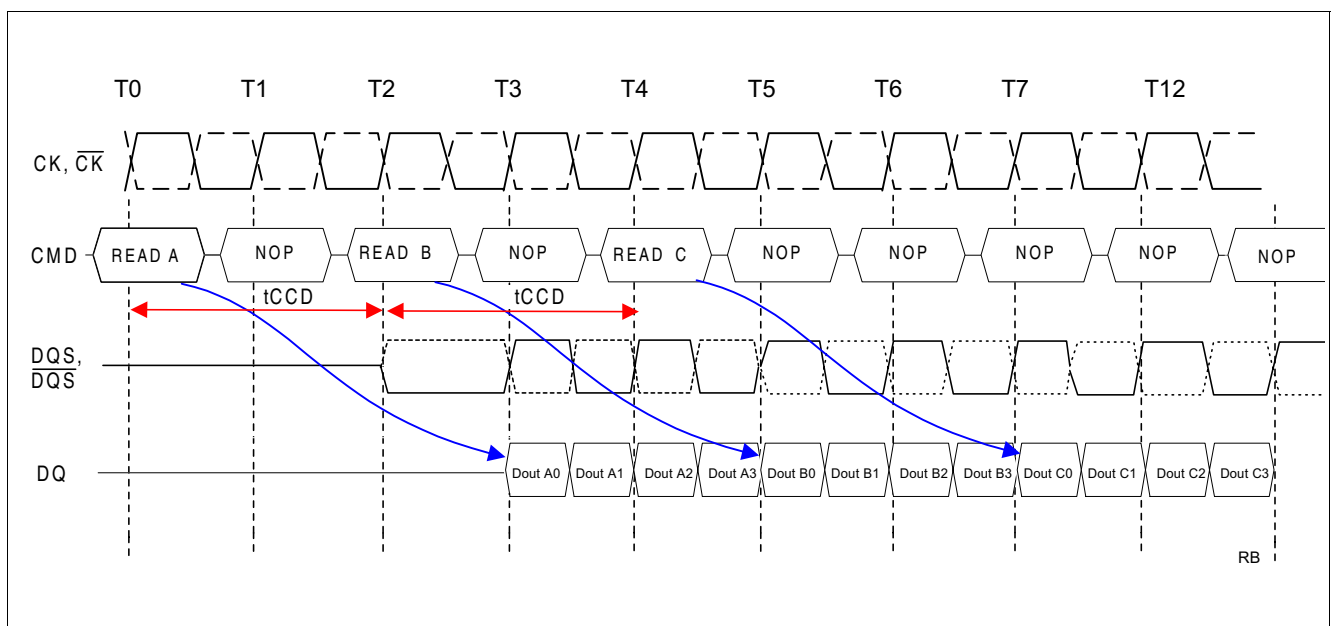 T0 T1 T2 T3 T4 T5 T6 T7 T12
CK, CK
CMD READ A NOP READ B NOP READ C NOP NOP NOP NOP NOP
tCCD tCCD
DQS,
DQS
DQ Dout A0 Dout A1 Dout A2 Dout A3 Dout B0 Dout B1 Dout B2 Dout B3 Dout C0 Dout C1 Dout C2 Dout C3
RB